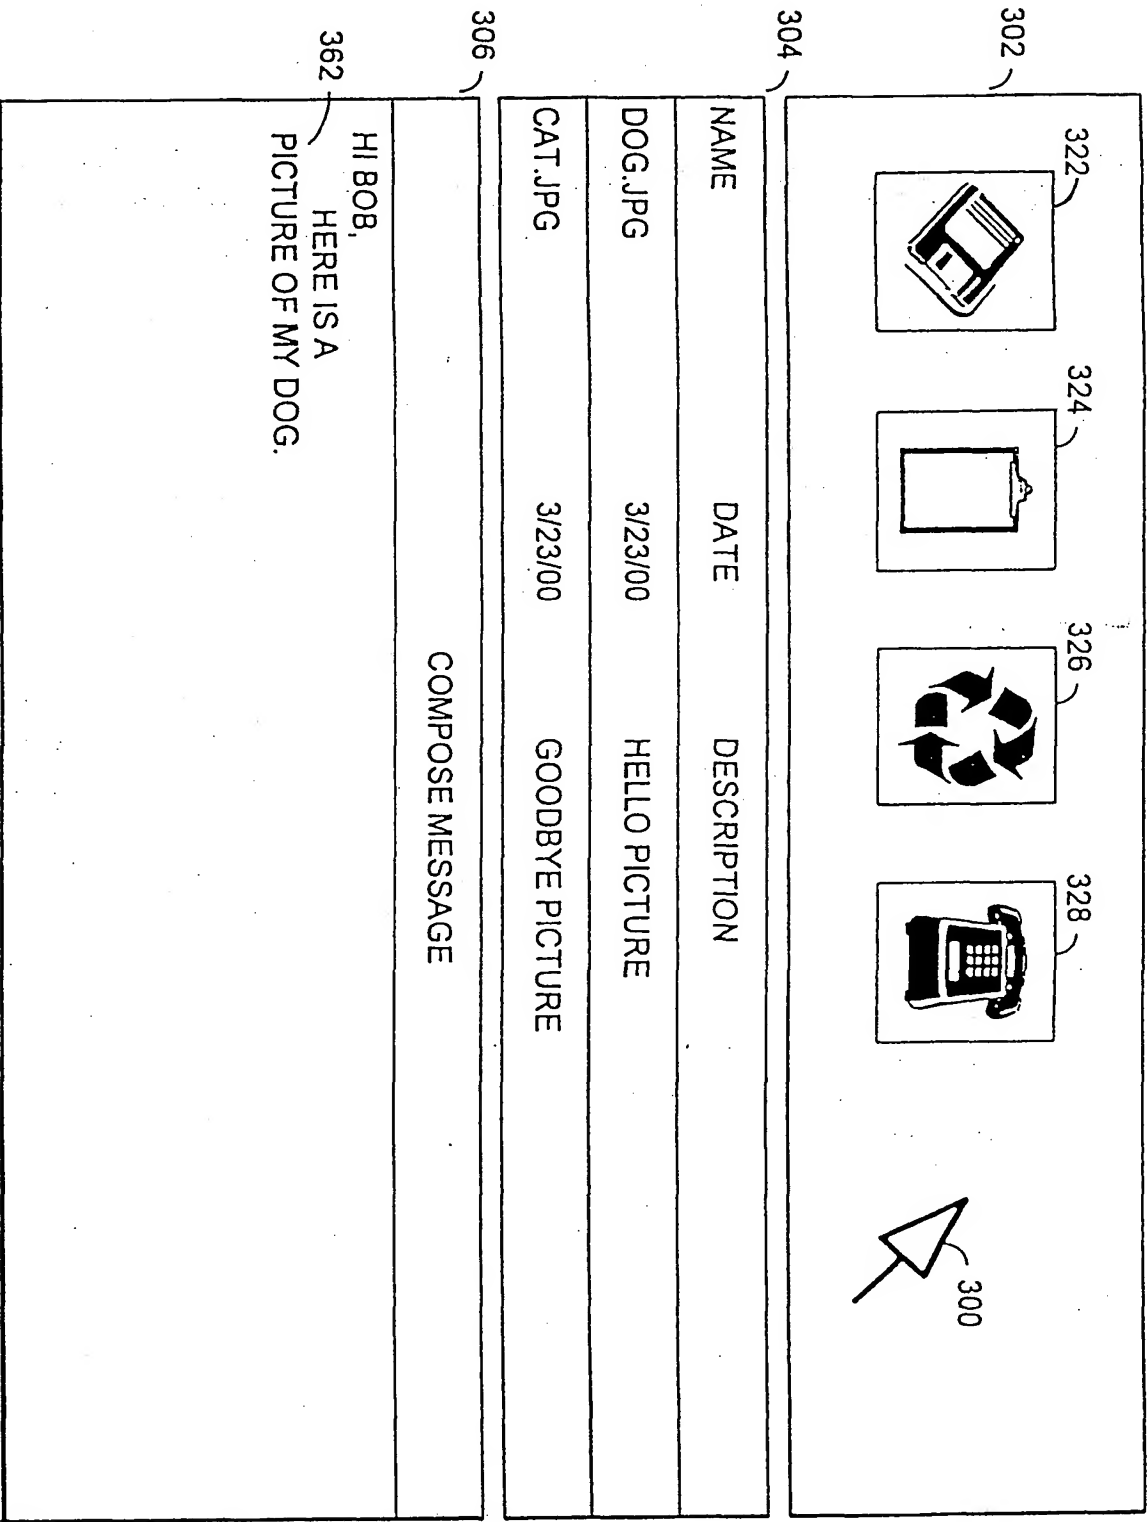 302
322
324
326
328
300
304
NAME DATE DESCRIPTION
DOG.JPG 3/23/00 HELLO PICTURE
CAT.JPG 3/23/00 GOODBYE PICTURE
306
COMPOSE MESSAGE
HI BOB,
HERE IS A
PICTURE OF MY DOG.
362